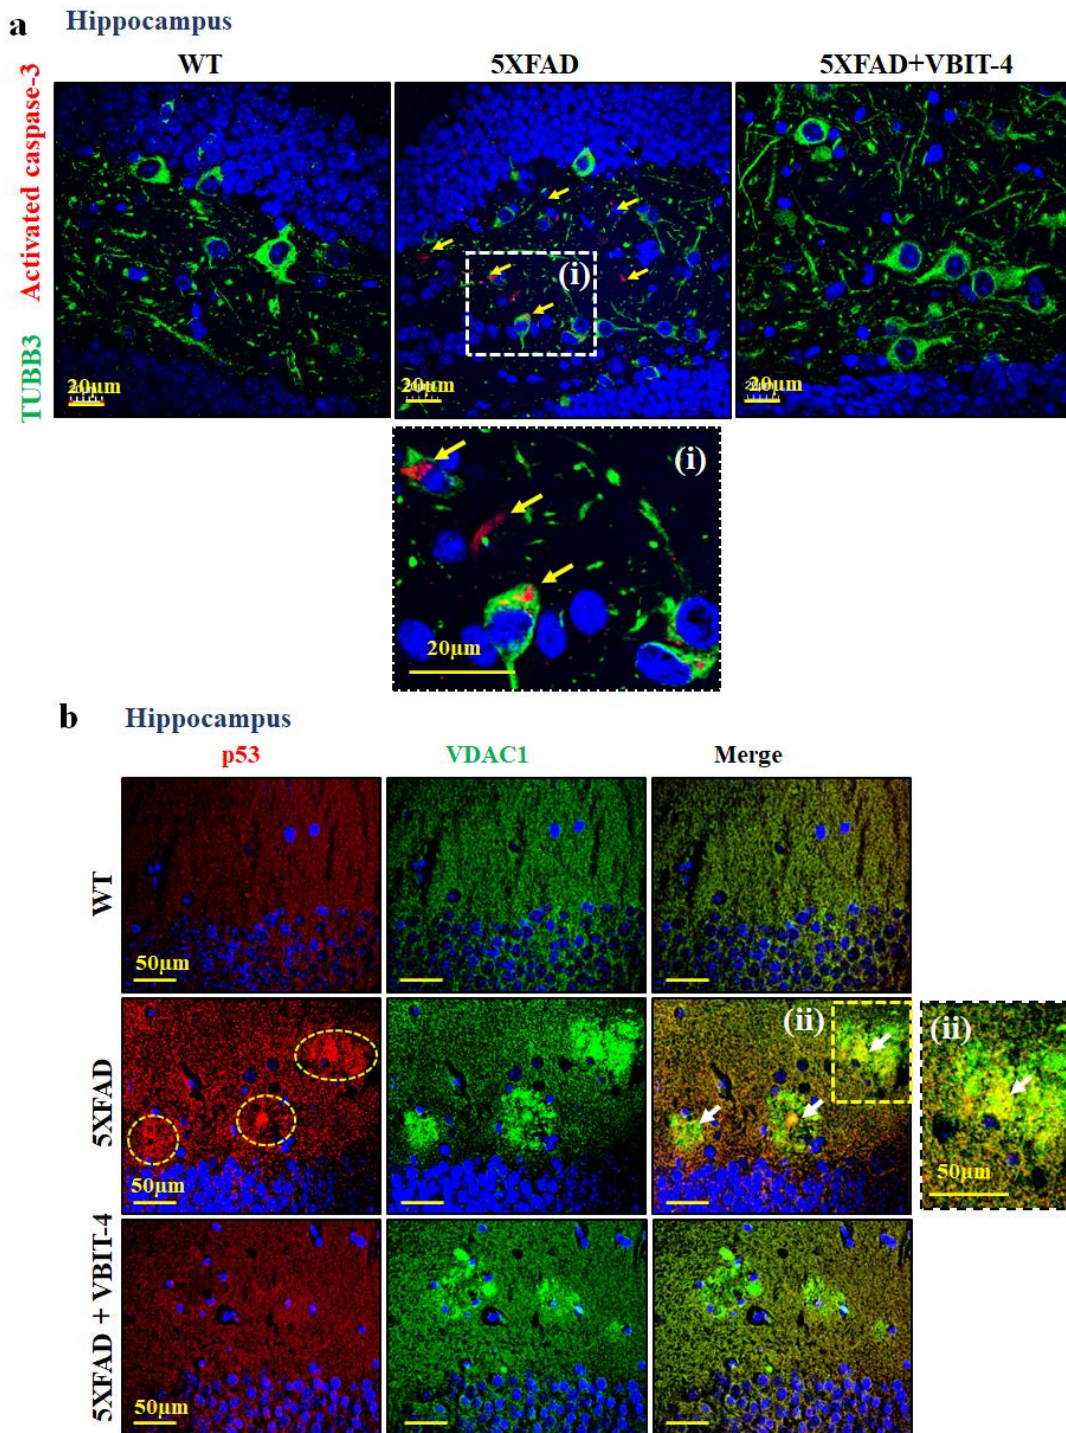 a Hippocampus
WT 5XFAD 5XFAD+VBIT-4
TUBB3 Activated caspase-3
(i)
20µm 20µm 20µm
(i)
20µm
b Hippocampus
p53 VDAC1 Merge
WT
50µm
5XFAD
(ii) (ii)
50µm 50µm
5XFAD + VBIT-4
50µm